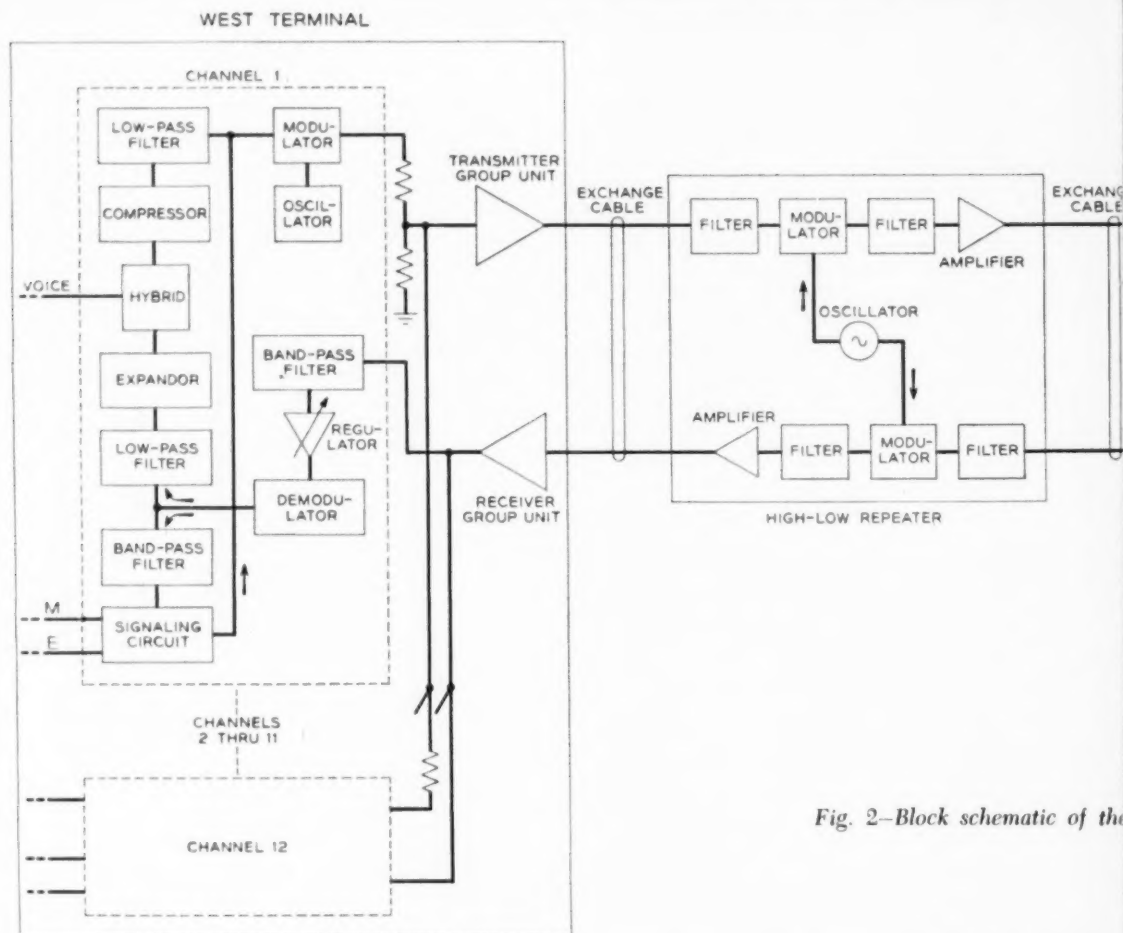 WEST TERMINAL
CHANNEL 1
LOW-PASS
FILTER
MODU-
LATOR
COMPRESSOR
OSCIL-
LATOR
VOICE
HYBRID
TRANSMITTER
GROUP UNIT
EXCHANGE
CABLE
FILTER
MODU-
LATOR
FILTER
AMPLIFIER
EXCHANG
CABLE
OSCILLATOR
EXPANDOR
BAND-PASS
FILTER
REGU-
LATOR
LOW-PASS
FILTER
DEMODU-
LATOR
RECEIVER
GROUP UNIT
AMPLIFIER
FILTER
MODU-
LATOR
FILTER
HIGH-LOW REPEATER
BAND-PASS
FILTER
M
E
SIGNALING
CIRCUIT
CHANNELS
2 THRU 11
CHANNEL 12
Fig. 2—Block schematic of the